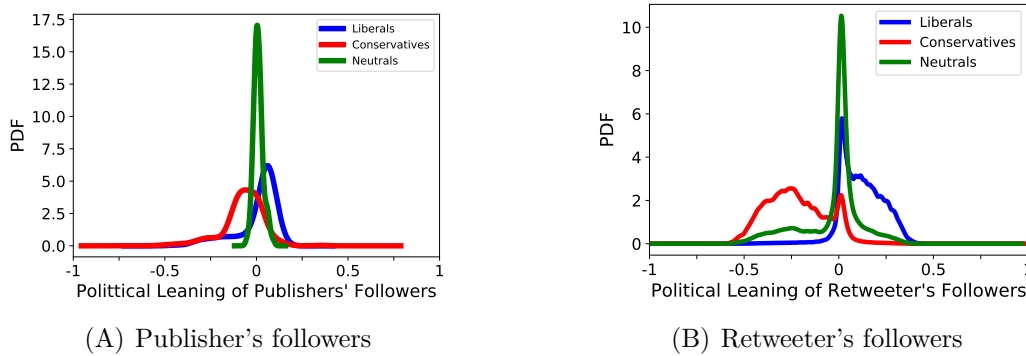 17.5
15.0
12.5
10.0
7.5
5.0
2.5
0.0
PDF
Liberals
Conservatives
Neutrals
-1
-0.5
0
0.5
1
Polittical Leaning of Publishers' Followers
(A) Publisher's followers
10
8
6
4
2
0
PDF
Liberals
Conservatives
Neutrals
-1
-0.5
0
0.5
1
Political Leaning of Retweeter's Followers
(B) Retweeter's followers